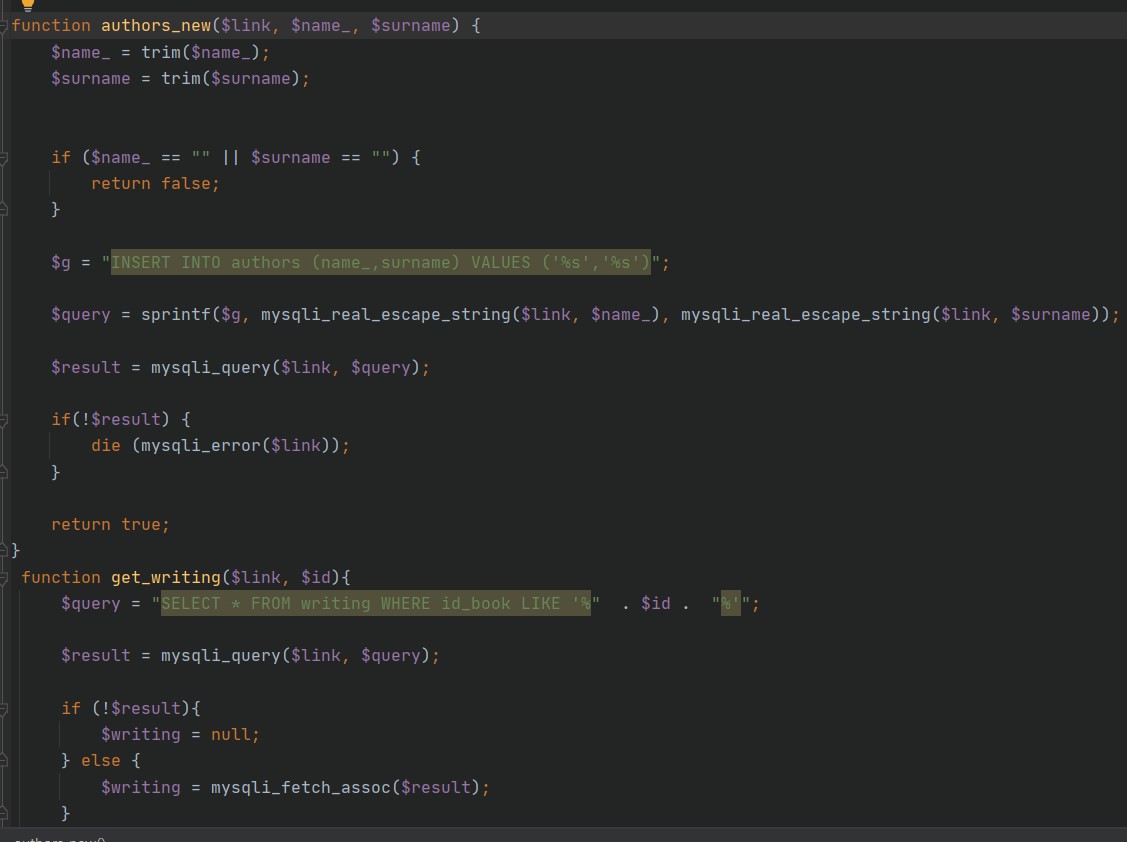 function authors_new($link, $name_, $surname) {
    $name_ = trim($name_);
    $surname = trim($surname);
    if ($name_ == "" || $surname == "") {
        return false;
    }
    $g = "INSERT INTO authors (name_,surname) VALUES ('%s','%s')";
    $query = sprintf($g, mysqli_real_escape_string($link, $name_), mysqli_real_escape_string($link, $surname));
    $result = mysqli_query($link, $query);
    if(!$result) {
        die (mysqli_error($link));
    }
    return true;
}
 function get_writing($link, $id){
     $query = "SELECT * FROM writing WHERE id_book LIKE '%"  . $id .  "%'";
     $result = mysqli_query($link, $query);
     if (!$result){
         $writing = null;
     } else {
         $writing = mysqli_fetch_assoc($result);
     }